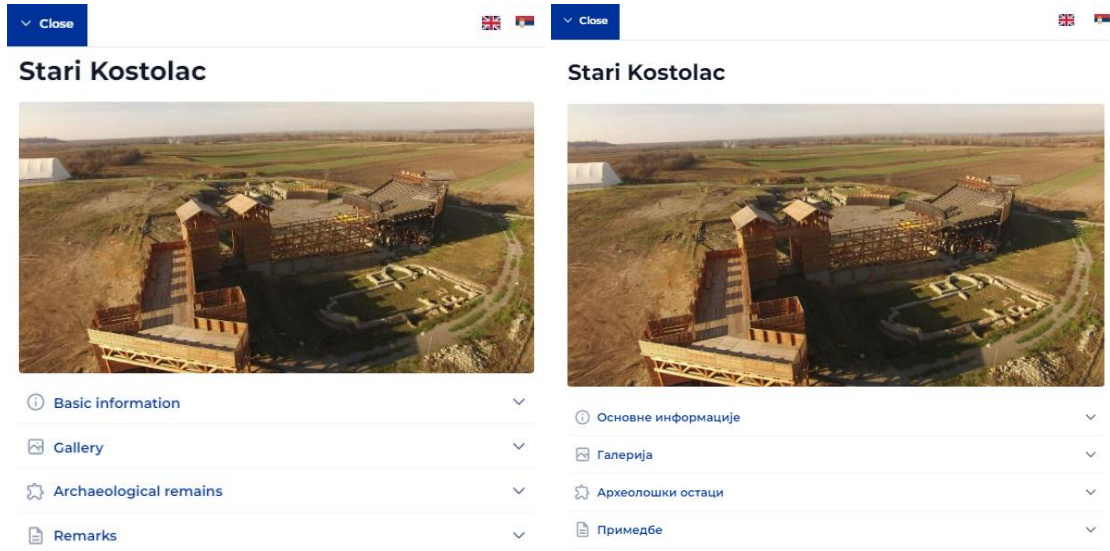 Close
Stari Kostolac
Basic information
Gallery
Archaeological remains
Remarks
Close
Stari Kostolac
Основне информације
Галерија
Археолошки остаци
Примедбе